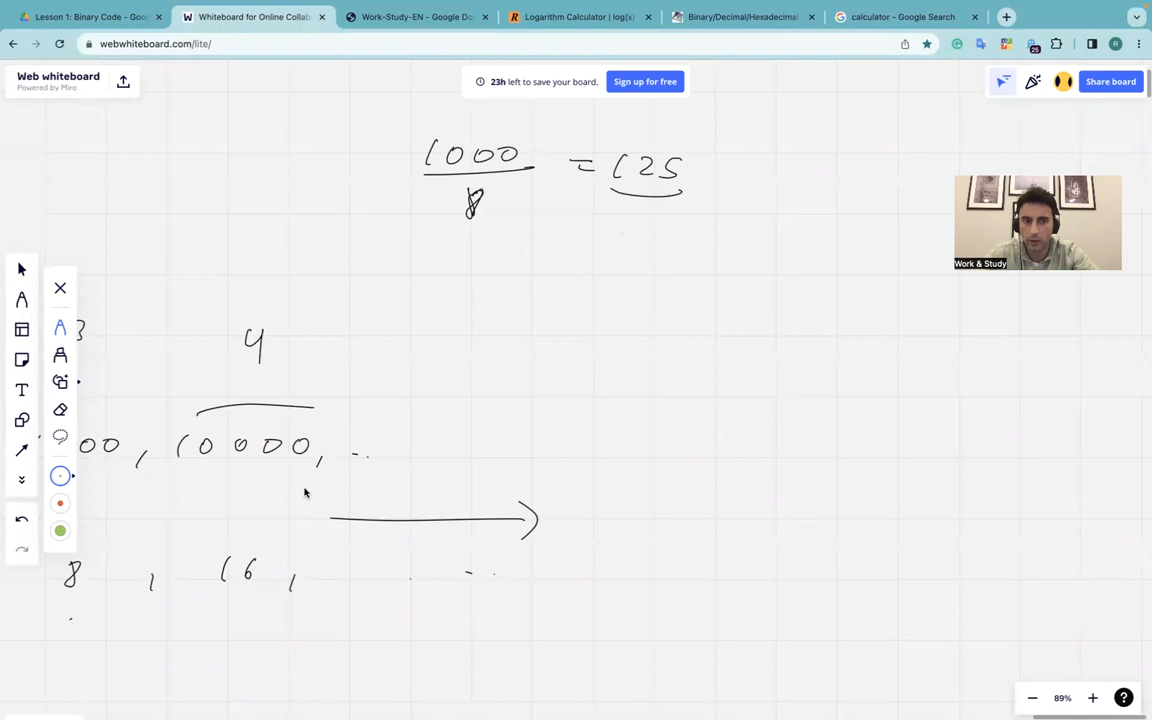 Lesson 1: Binary Code - Goo
Whiteboard for Online Collab
Work-Study-EN - Google Do
Logarithm Calculator | log(x)
Binary/Decimal/Hexadecimal
calculator - Google Search
webwhiteboard.com/lite/
25
R
Web whiteboard
Powered by Miro
23h left to save your board.
Sign up for free
Share board
1000
8
= 125
Work & Study
3
4
00, 10000, ..
8, 16, . ..
T
89%
?